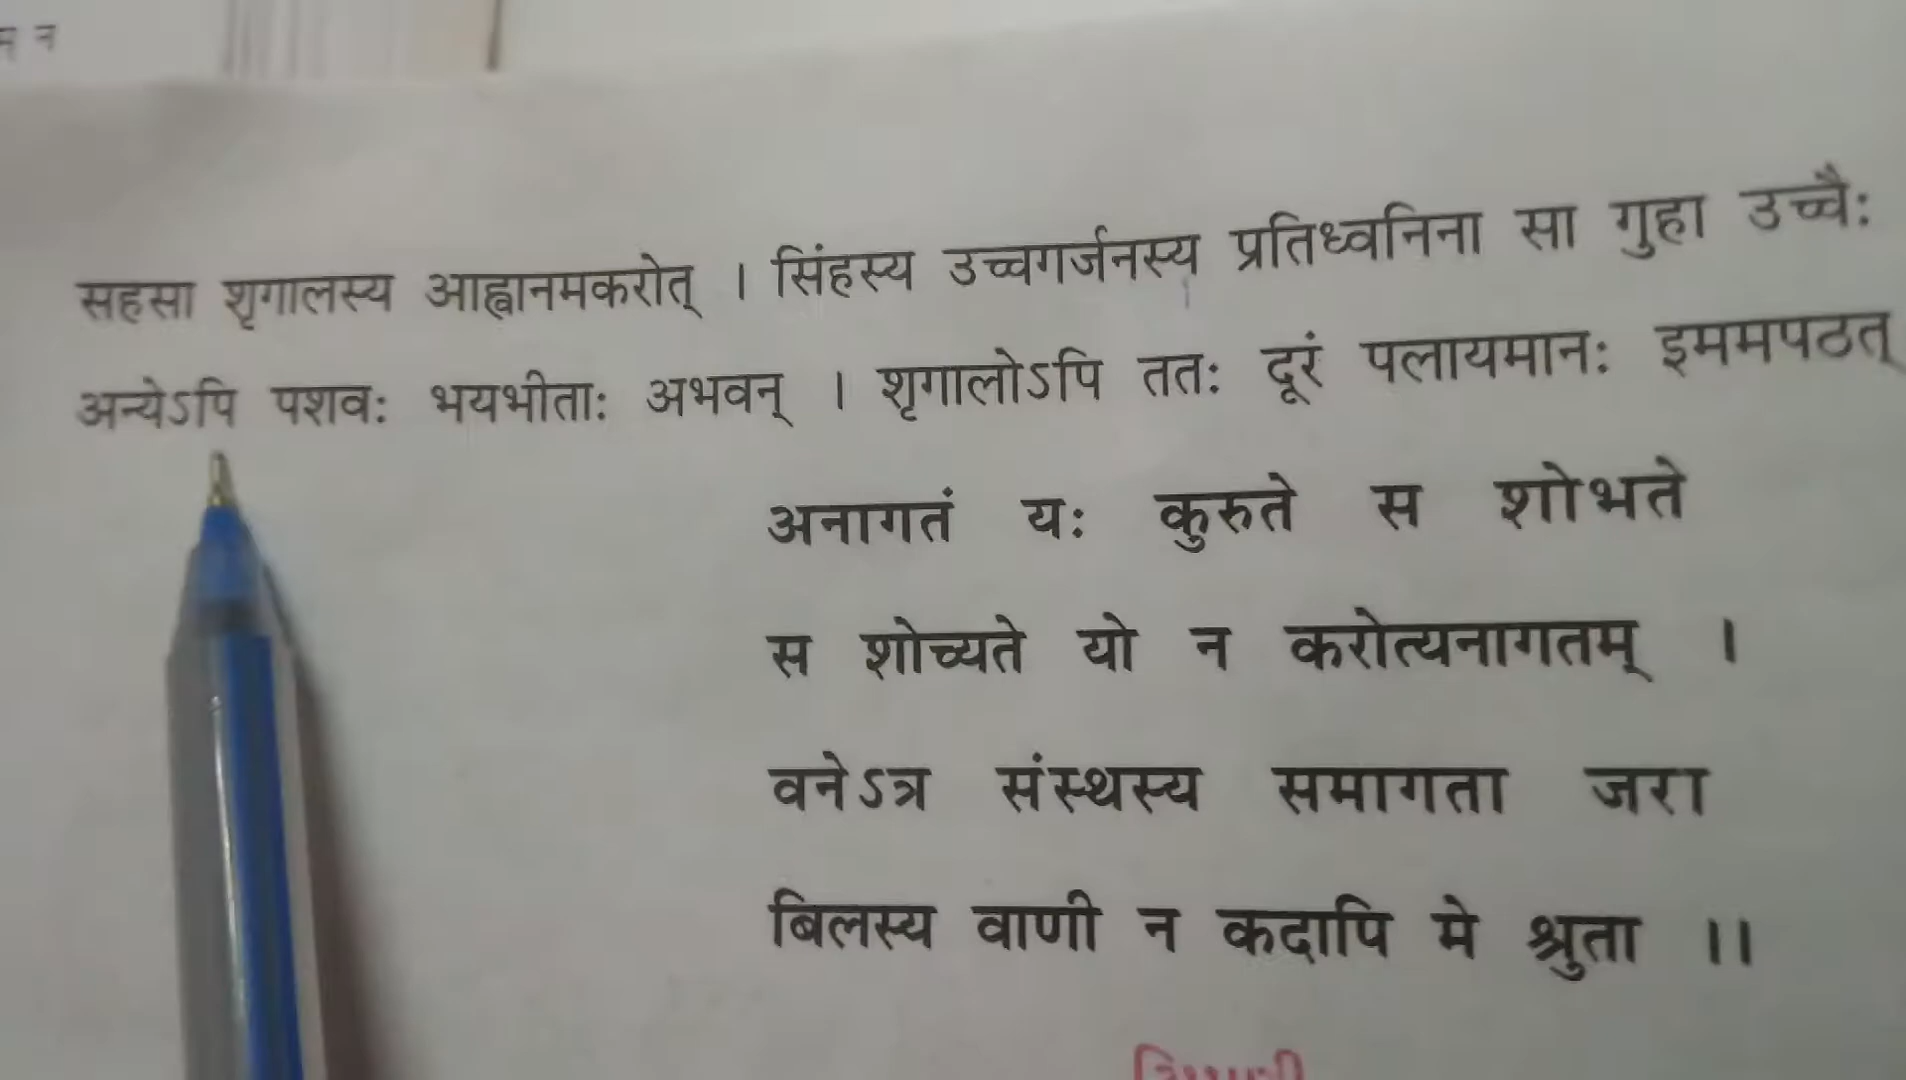 न
सहसा शृगालस्य आह्वानमकरोत् । सिंहस्य उच्चगर्जनस्य प्रतिध्वनिना सा गुहा उच्चैः
अन्येऽपि पशवः भयभीताः अभवन् । शृगालोऽपि ततः दूरं पलायमानः इममपठत्
अनागतं यः कुरुते स शोभते
स शोच्यते यो न करोत्यनागतम् ।
वनेऽत्र संस्थस्य समागता जरा
बिलस्य वाणी न कदापि मे श्रुता ।।